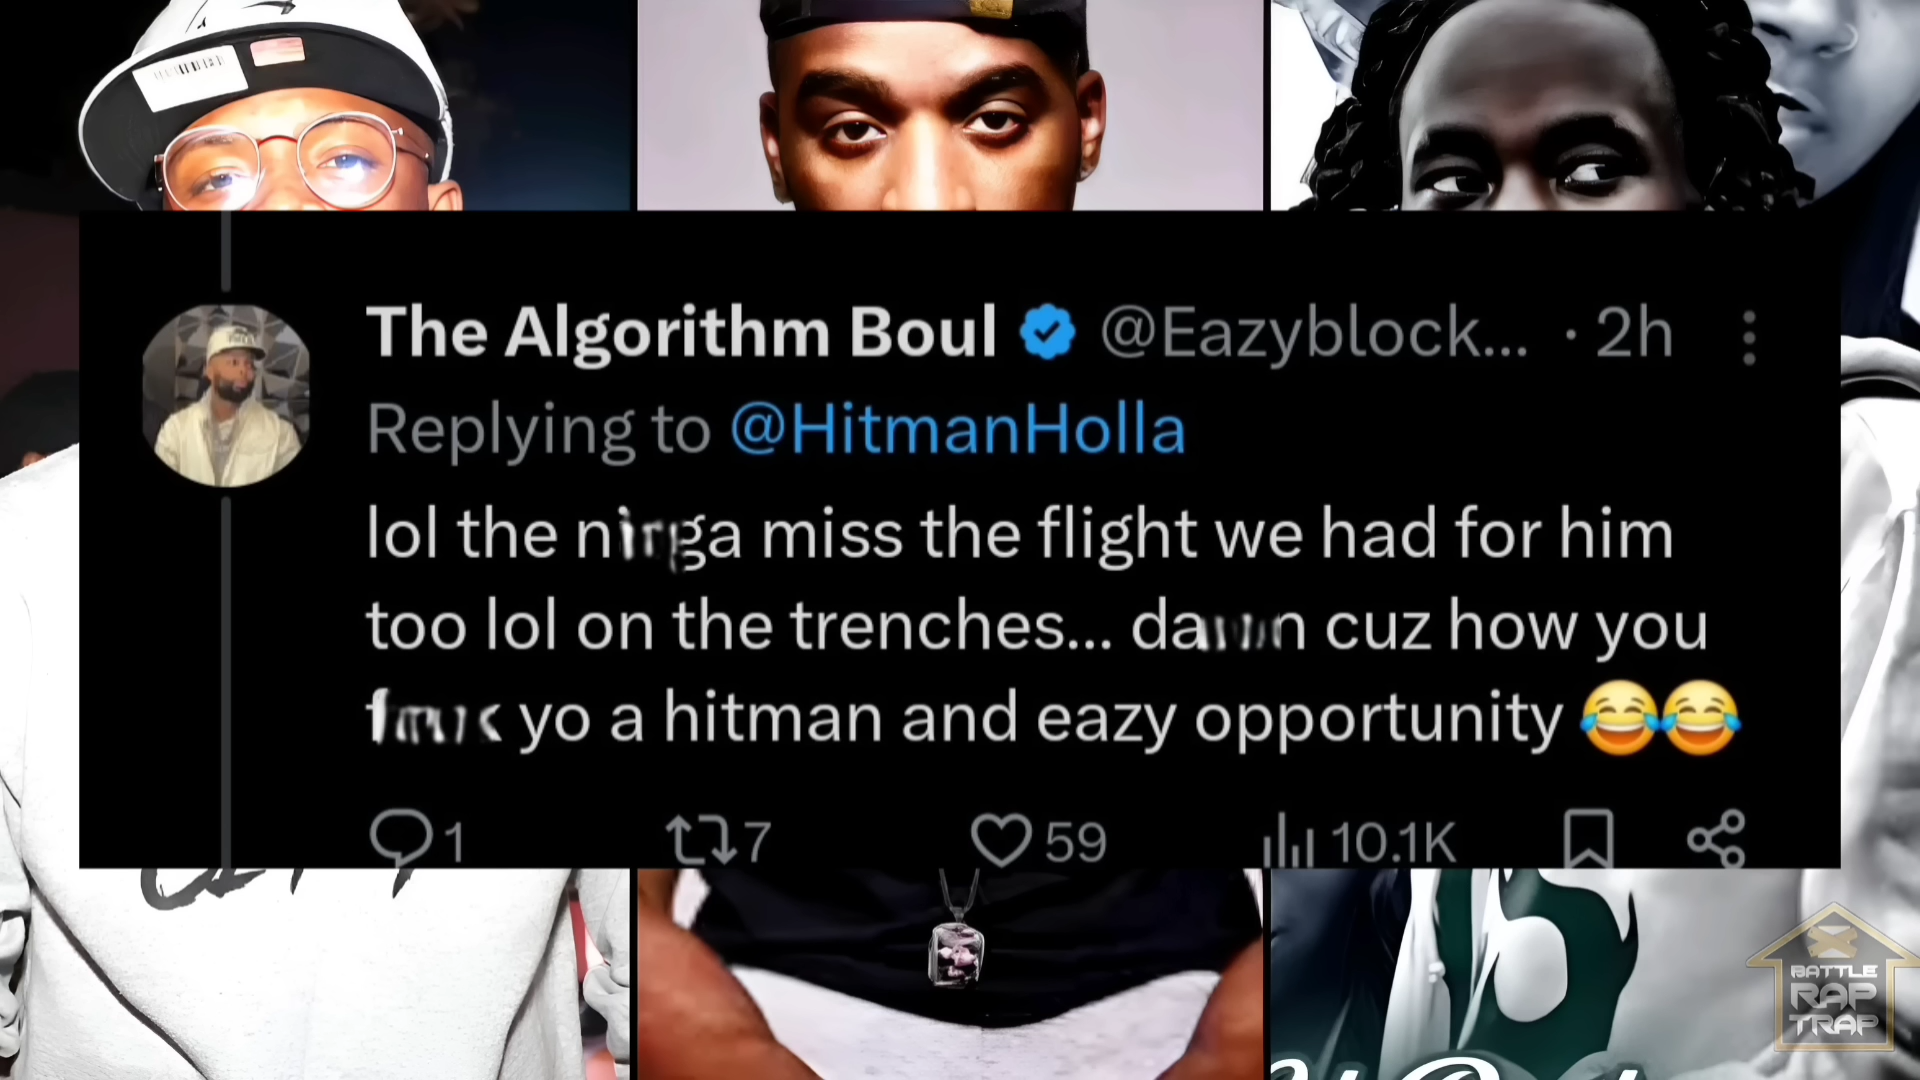 The Algorithm Boul @Eazyblock... · 2h
Replying to @HitmanHolla
lol the miss the flight we had for him
too lol on the trenches... cuz how you
yo a hitman and eazy opportunity 😂😂
1 7 59 10.1K
BATTLE
RAP
TRAP